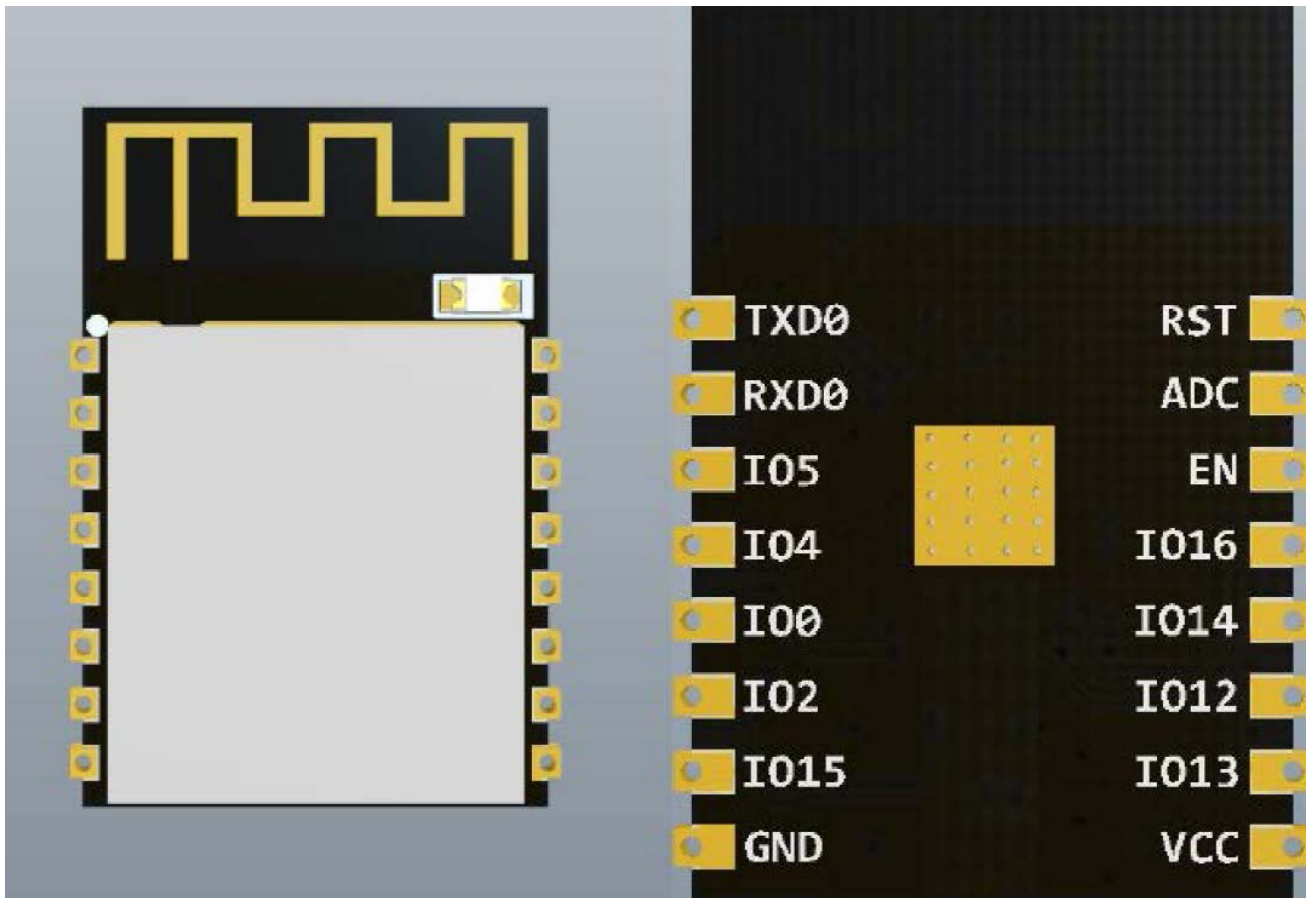 TXD0 RST
RXD0 ADC
IO5 EN
IO4 IO16
IO0 IO14
IO2 IO12
IO15 IO13
GND VCC